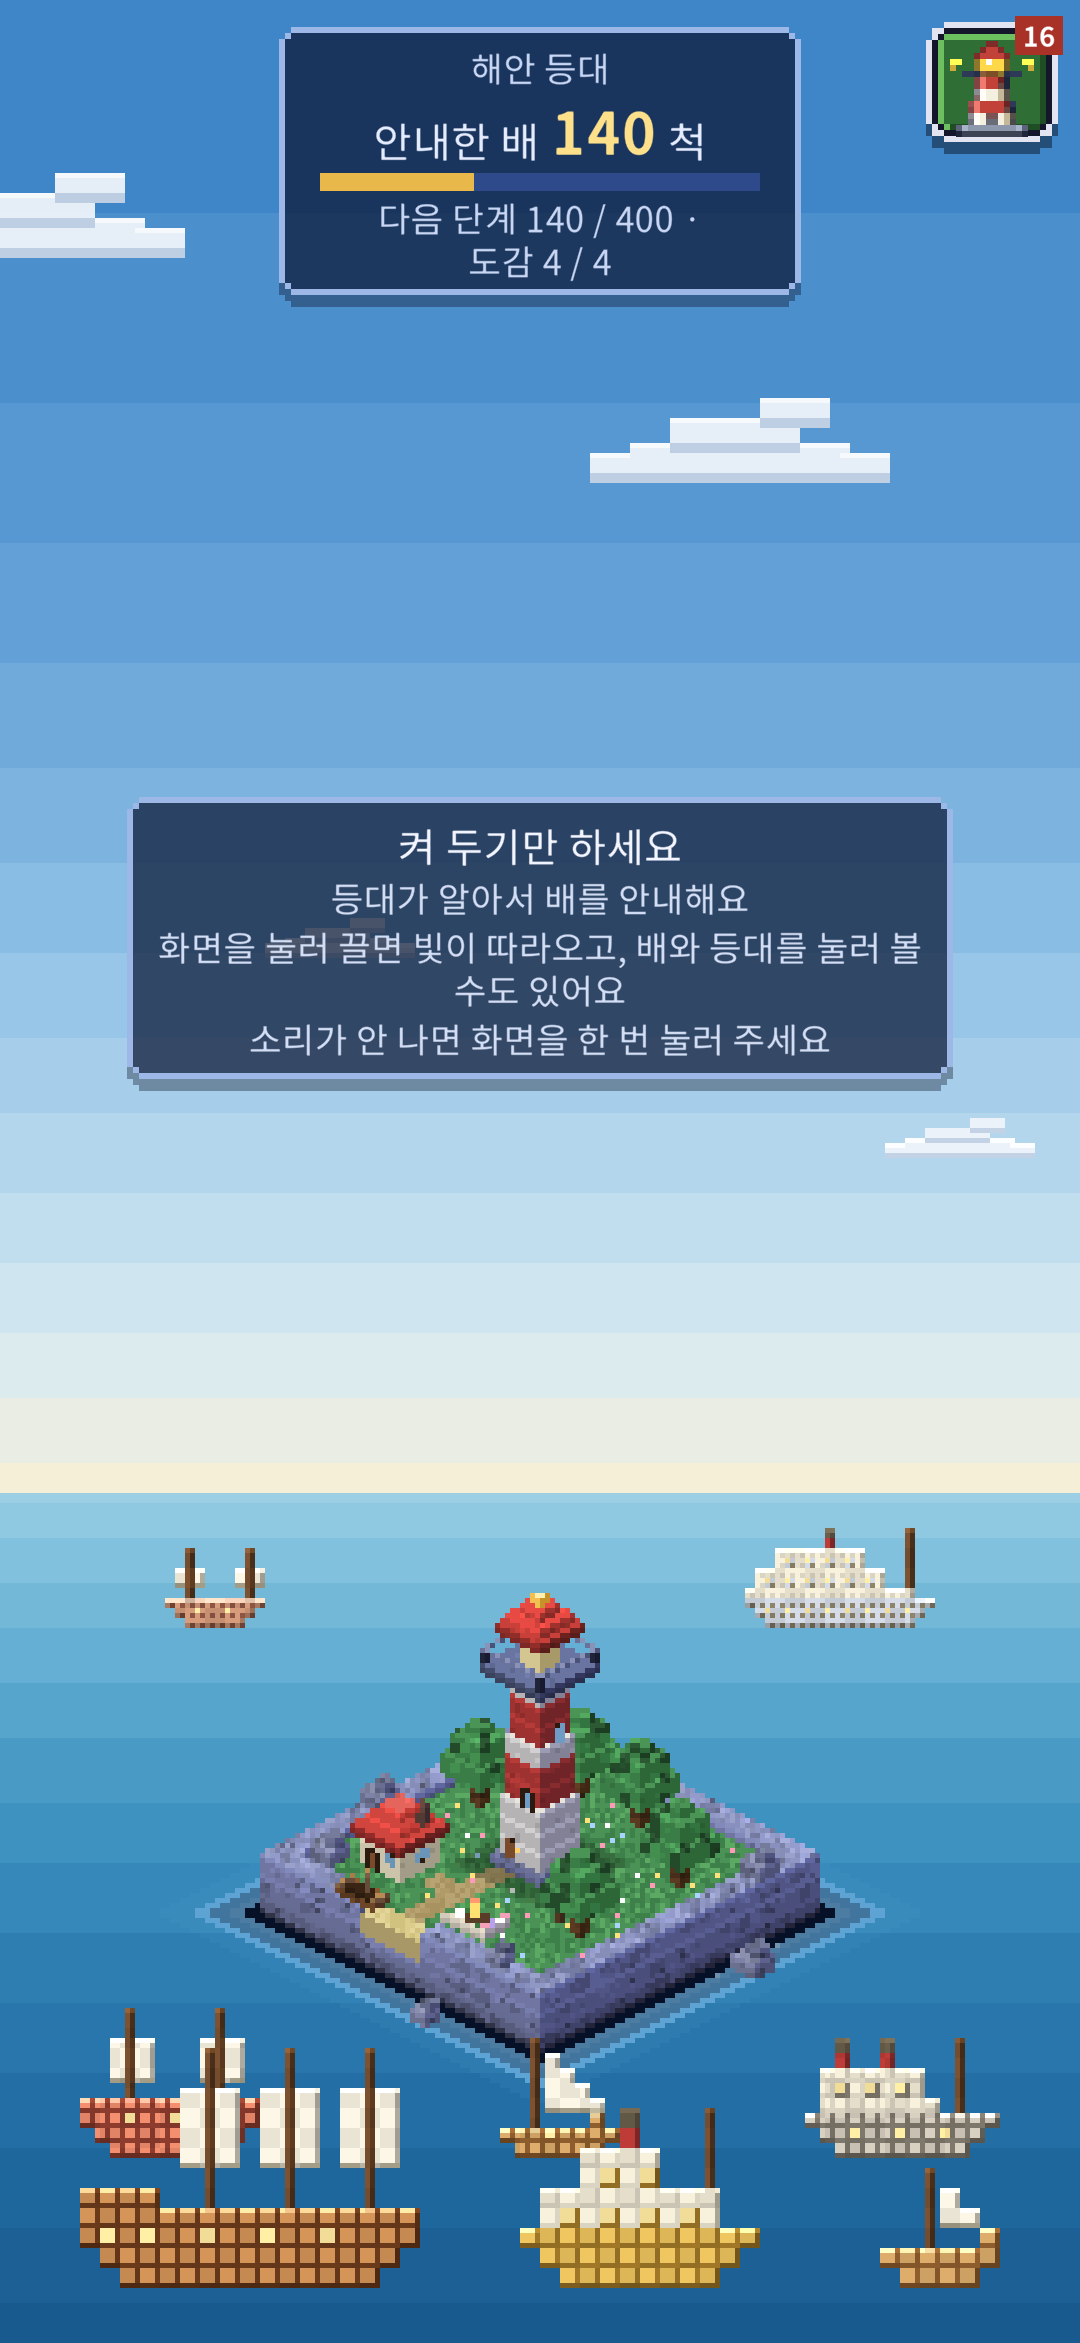 해안 등대
16
안내한 배 140 척
다음 단계 140 / 400 ·
도감 4 / 4
켜 두기만 하세요
등대가 알아서 배를 안내해요
화면을 눌러 끌면 빛이 따라오고, 배와 등대를 눌러 볼
수도 있어요
소리가 안 나면 화면을 한 번 눌러 주세요